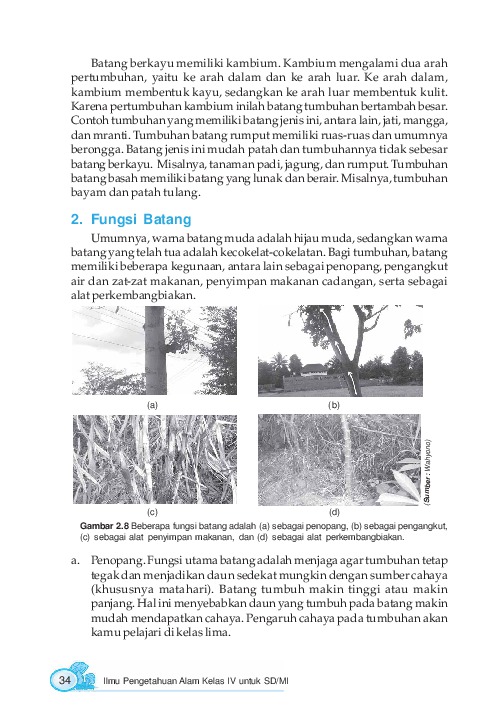 Batang berkayu memiliki kambium. Kambium mengalami dua arah
pertumbuhan, yaitu ke arah dalam dan ke arah luar. Ke arah dalam,
kambium membentuk kayu, sedangkan ke arah luar membentuk kulit.
Karena pertumbuhan kambium inilah batang tumbuhan bertambah besar.
Contoh tumbuhan yang memiliki batang jenis ini, antara lain, jati, mangga,
dan mranti. Tumbuhan batang rumput memiliki ruas-ruas dan umumnya
berongga. Batang jenis ini mudah patah dan tumbuhannya tidak sebesar
batang berkayu. Misalnya, tanaman padi, jagung, dan rumput. Tumbuhan
batang basah memiliki batang yang lunak dan berair. Misalnya, tumbuhan
bayam dan patah tulang.
2. Fungsi Batang
Umumnya, warna batang muda adalah hijau muda, sedangkan warna
batang yang telah tua adalah kecokelat-cokelatan. Bagi tumbuhan, batang
memiliki beberapa kegunaan, antara lain sebagai penopang, pengangkut
air dan zat-zat makanan, penyimpan makanan cadangan, serta sebagai
alat perkembangbiakan.
(a)
(b)
(c)
(d)
(Sumber : Wahyono)
Gambar 2.8 Beberapa fungsi batang adalah (a) sebagai penopang, (b) sebagai pengangkut,
(c) sebagai alat penyimpan makanan, dan (d) sebagai alat perkembangbiakan.
a. Penopang. Fungsi utama batang adalah menjaga agar tumbuhan tetap
tegak dan menjadikan daun sedekat mungkin dengan sumber cahaya
(khususnya matahari). Batang tumbuh makin tinggi atau makin
panjang. Hal ini menyebabkan daun yang tumbuh pada batang makin
mudah mendapatkan cahaya. Pengaruh cahaya pada tumbuhan akan
kamu pelajari di kelas lima.
34 Ilmu Pengetahuan Alam Kelas IV untuk SD/MI